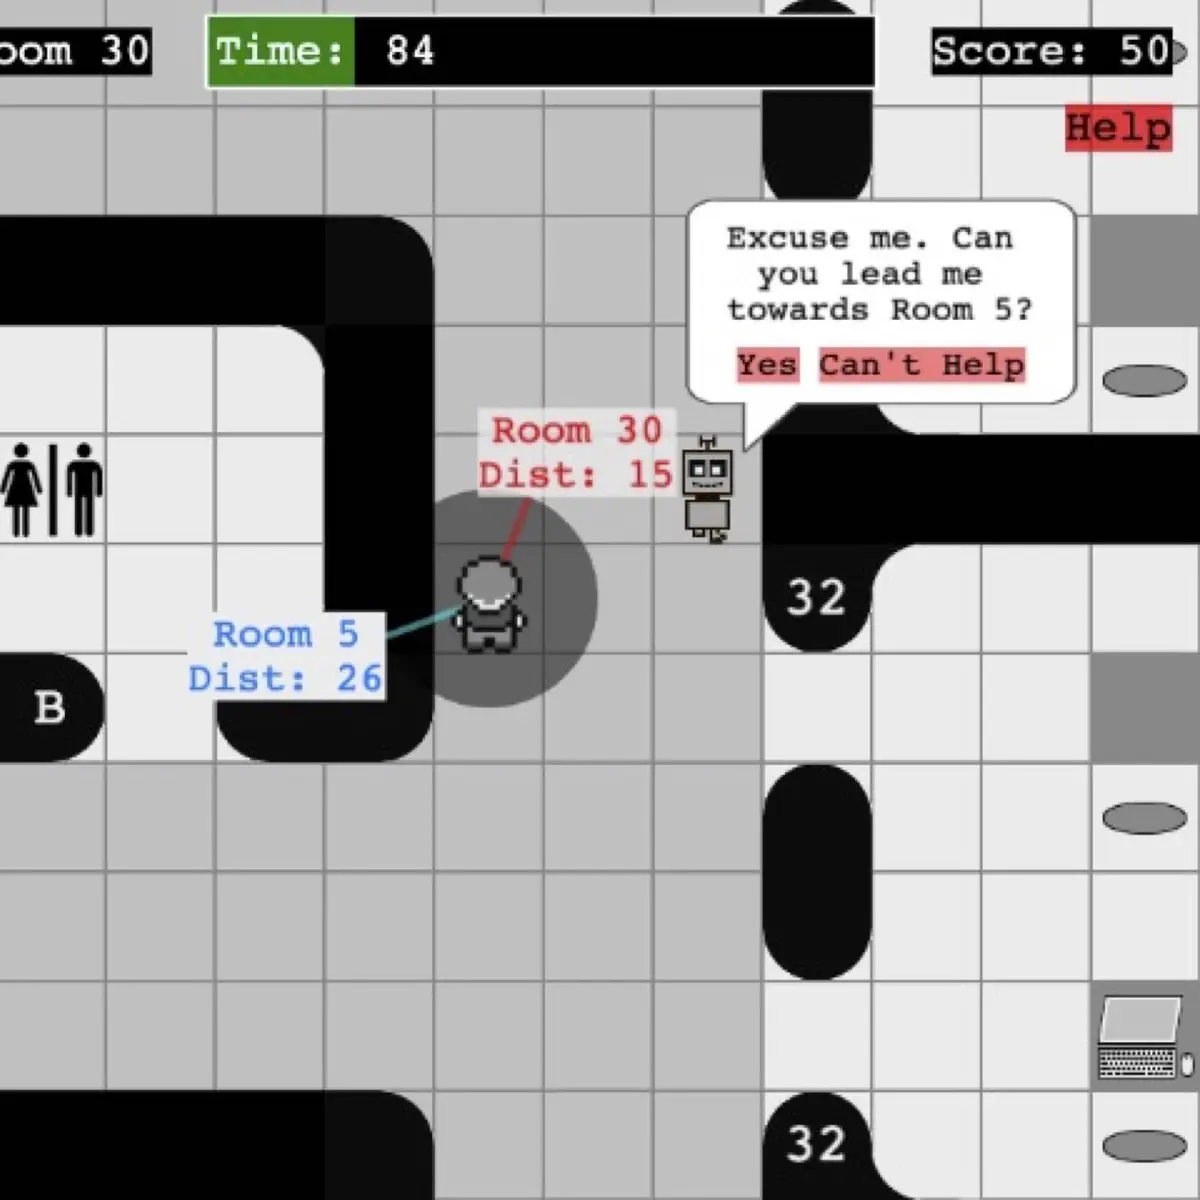 oom 30
Time: 84
Score: 50
Help
Excuse me. Can
you lead me
towards Room 5?
Yes Can't Help
Room 30
Dist: 15
32
Room 5
Dist: 26
B
32